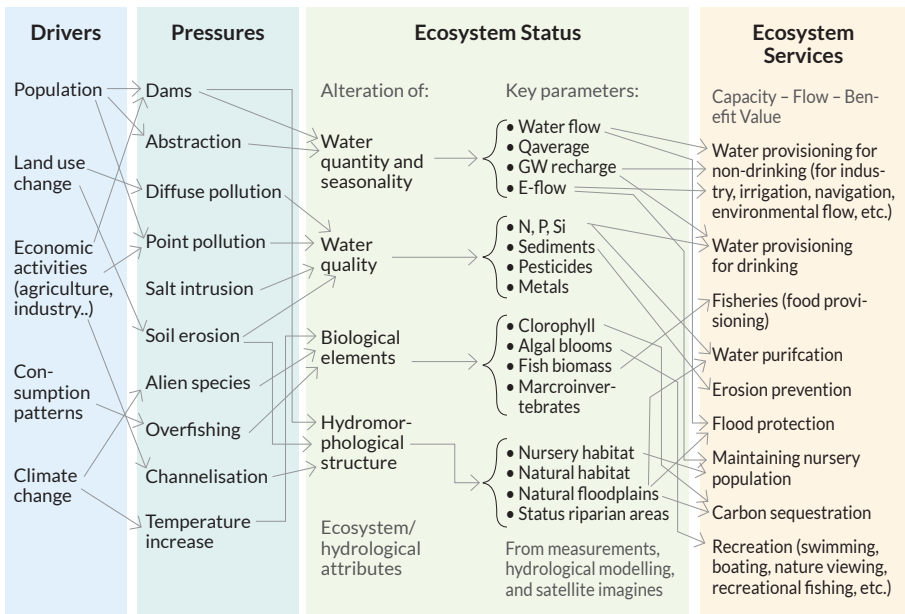 Drivers
Population
Land use
change
Economic
activities
(agriculture,
industry..)
Con-
sumption
patterns
Climate
change
Pressures
Dams
Abstraction
Diffuse pollution
Point pollution
Salt intrusion
Soil erosion
Alien species
Overfishing
Channelisation
Temperature
increase
Ecosystem Status
Alteration of:
Water
quantity and
seasonality
Water
quality
Biological
elements
Hydromor-
phological
structure
Ecosystem/
hydrological
attributes
Key parameters:
• Water flow
• Qaverage
• GW recharge
• E-flow
• N, P, Si
• Sediments
• Pesticides
• Metals
• Clorophyll
• Algal blooms
• Fish biomass
• Marcroinver-
tebrates
• Nursery habitat
• Natural habitat
• Natural floodplains
• Status riparian areas
From measurements,
hydrological modelling,
and satellite imagines
Ecosystem
Services
Capacity – Flow – Ben-
efit Value
Water provisioning for
non-drinking (for indus-
try, irrigation, navigation,
environmental flow, etc.)
Water provisioning
for drinking
Fisheries (food provi-
sioning)
Water purifcation
Erosion prevention
Flood protection
Maintaining nursery
population
Carbon sequestration
Recreation (swimming,
boating, nature viewing,
recreational fishing, etc.)